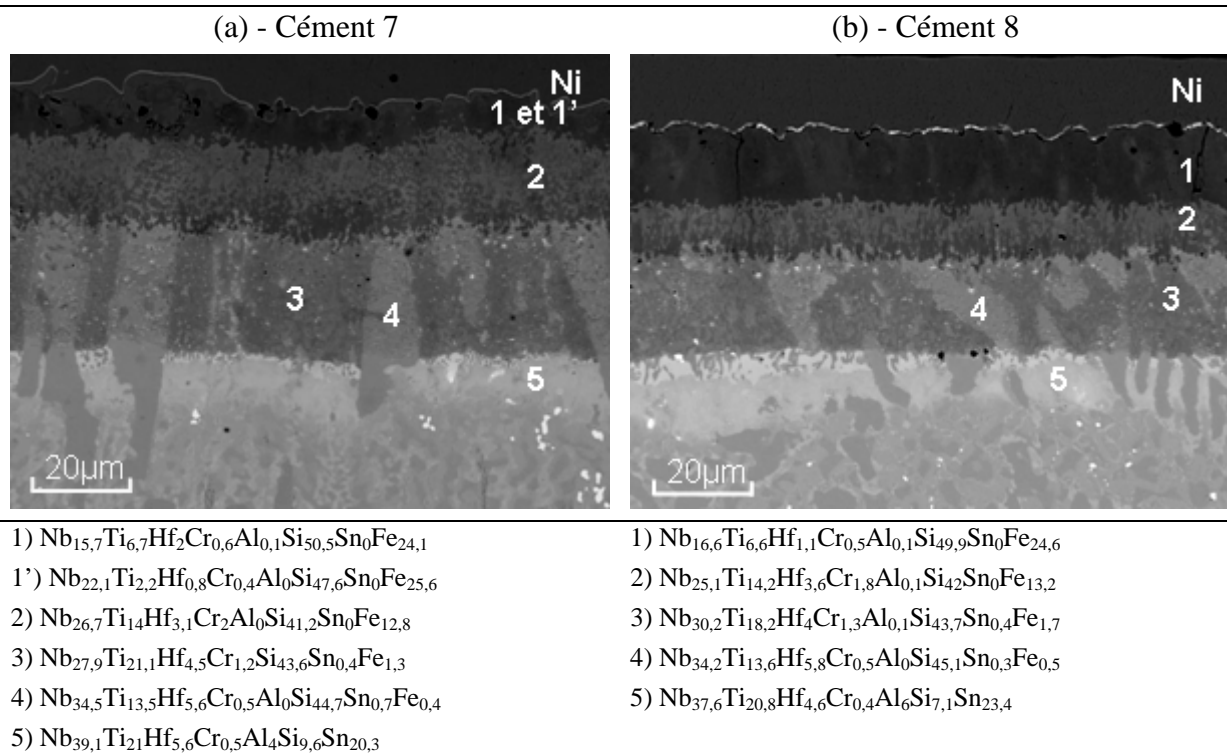 (a) - Cément 7
(b) - Cément 8
Ni
1 et 1’
2
3
4
5
20µm
Ni
1
2
3
4
5
20µm
1) Nb15,7Ti6,7Hf2Cr0,6Al0,1Si50,5Sn0Fe24,1
1’) Nb22,1Ti2,2Hf0,8Cr0,4Al0Si47,6Sn0Fe25,6
2) Nb26,7Ti14Hf3,1Cr2Al0Si41,2Sn0Fe12,8
3) Nb27,9Ti21,1Hf4,5Cr1,2Si43,6Sn0,4Fe1,3
4) Nb34,5Ti13,5Hf5,6Cr0,5Al0Si44,7Sn0,7Fe0,4
5) Nb39,1Ti21Hf5,6Cr0,5Al4Si9,6Sn20,3
1) Nb16,6Ti6,6Hf1,1Cr0,5Al0,1Si49,9Sn0Fe24,6
2) Nb25,1Ti14,2Hf3,6Cr1,8Al0,1Si42Sn0Fe13,2
3) Nb30,2Ti18,2Hf4Cr1,3Al0,1Si43,7Sn0,4Fe1,7
4) Nb34,2Ti13,6Hf5,8Cr0,5Al0Si45,1Sn0,3Fe0,5
5) Nb37,6Ti20,8Hf4,6Cr0,4Al6Si7,1Sn23,4